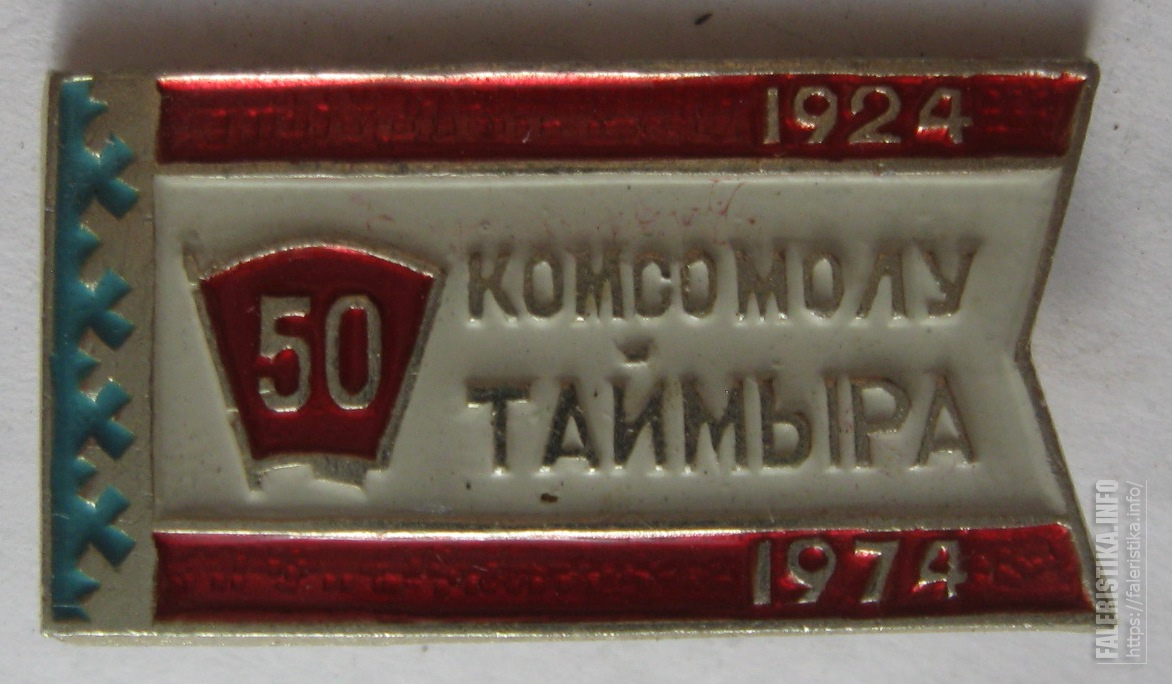 1924
50
КОМСОМОЛУ
ТАЙМЫРА
1974
FALERISTIKA.INFO
https://faleristika.info/